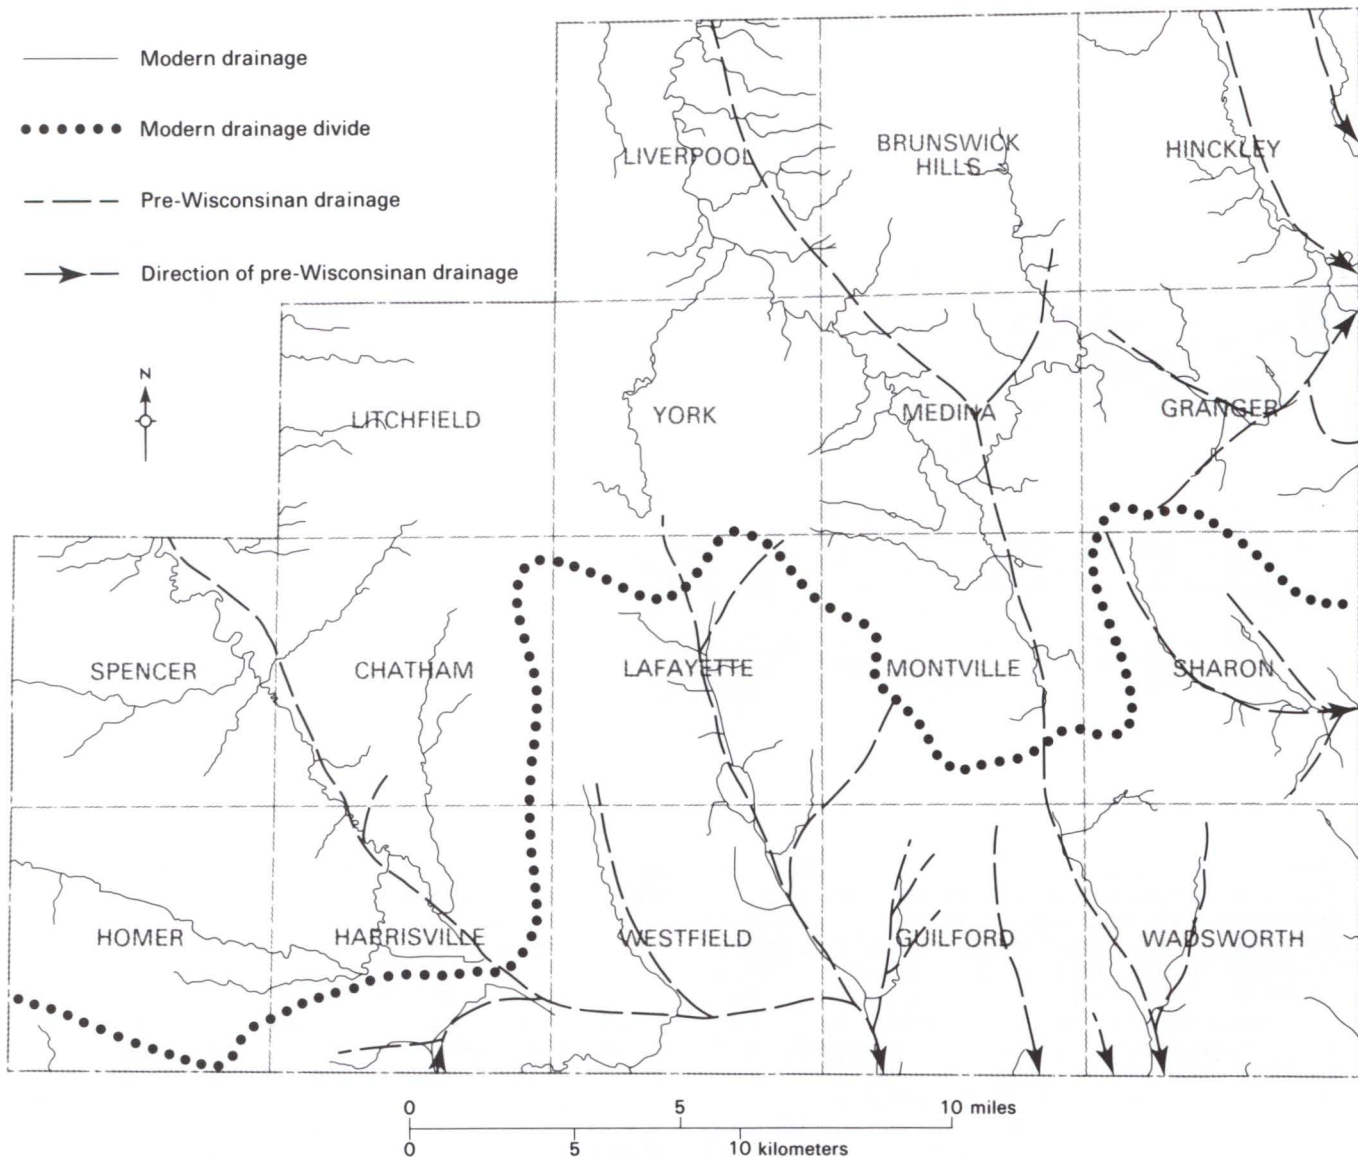 Modern drainage
Modern drainage divide
Pre-Wisconsinan drainage
Direction of pre-Wisconsinan drainage
N
LIVERPOOL
BRUNSWICK
HILLS
HINCKLEY
LITCHFIELD
YORK
MEDINA
GRANGER
SPENCER
CHATHAM
LAFAYETTE
MONTVILLE
SHARON
HOMER
HARRISVILLE
WESTFIELD
GUILFORD
WADSWORTH
0 5 10 miles
0 5 10 kilometers